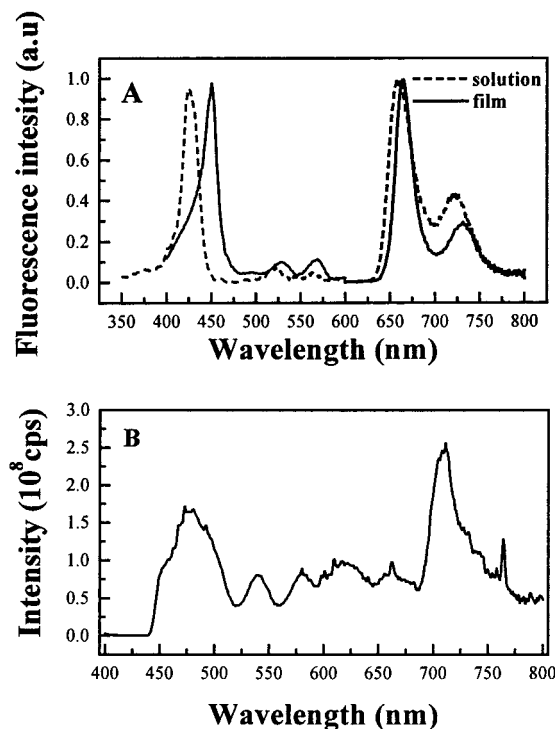 Fluorescence intesity (a.u)
A
solution
film
1.0
0.8
0.6
0.4
0.2
0.0
350 400 450 500 550 600 650 700 750 800
Wavelength (nm)
Intensity (10⁸ cps)
B
3.0
2.5
2.0
1.5
1.0
0.5
0.0
400 450 500 550 600 650 700 750 800
Wavelength (nm)